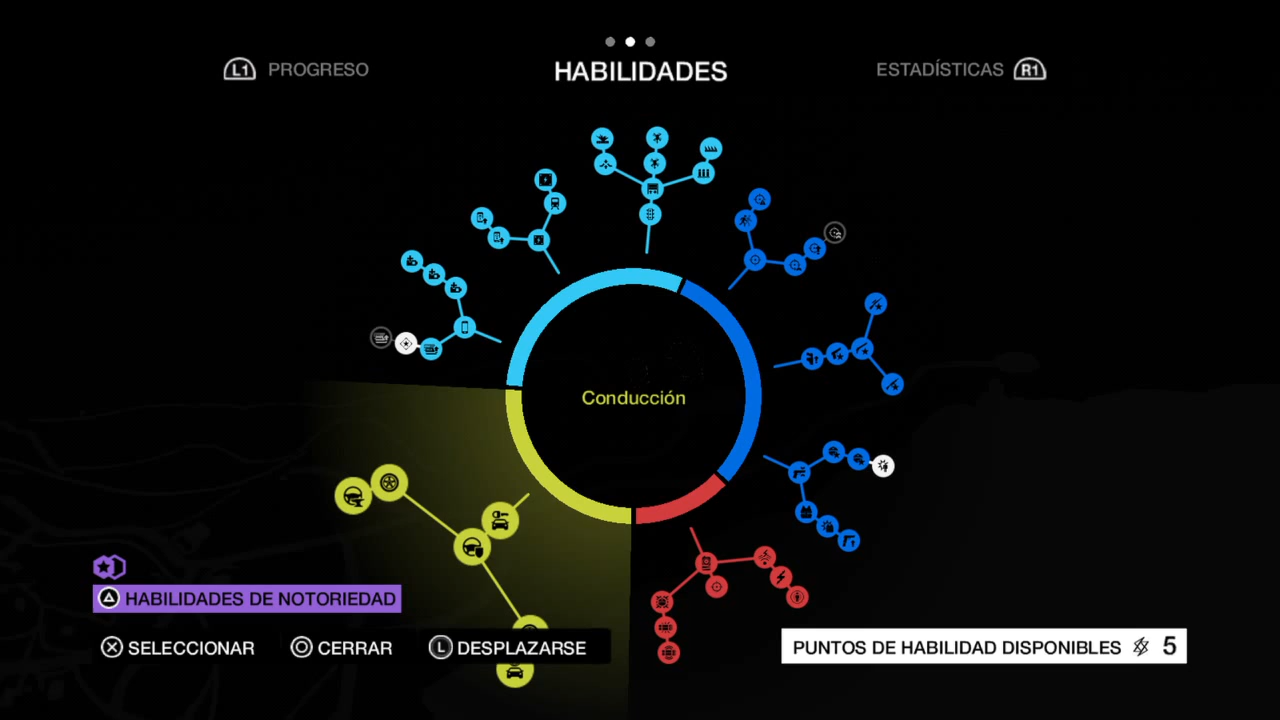 L1 PROGRESO
HABILIDADES
ESTADÍSTICAS R1
Conducción
HABILIDADES DE NOTORIEDAD
SELECCIONAR
CERRAR
L DESPLAZARSE
PUNTOS DE HABILIDAD DISPONIBLES 5